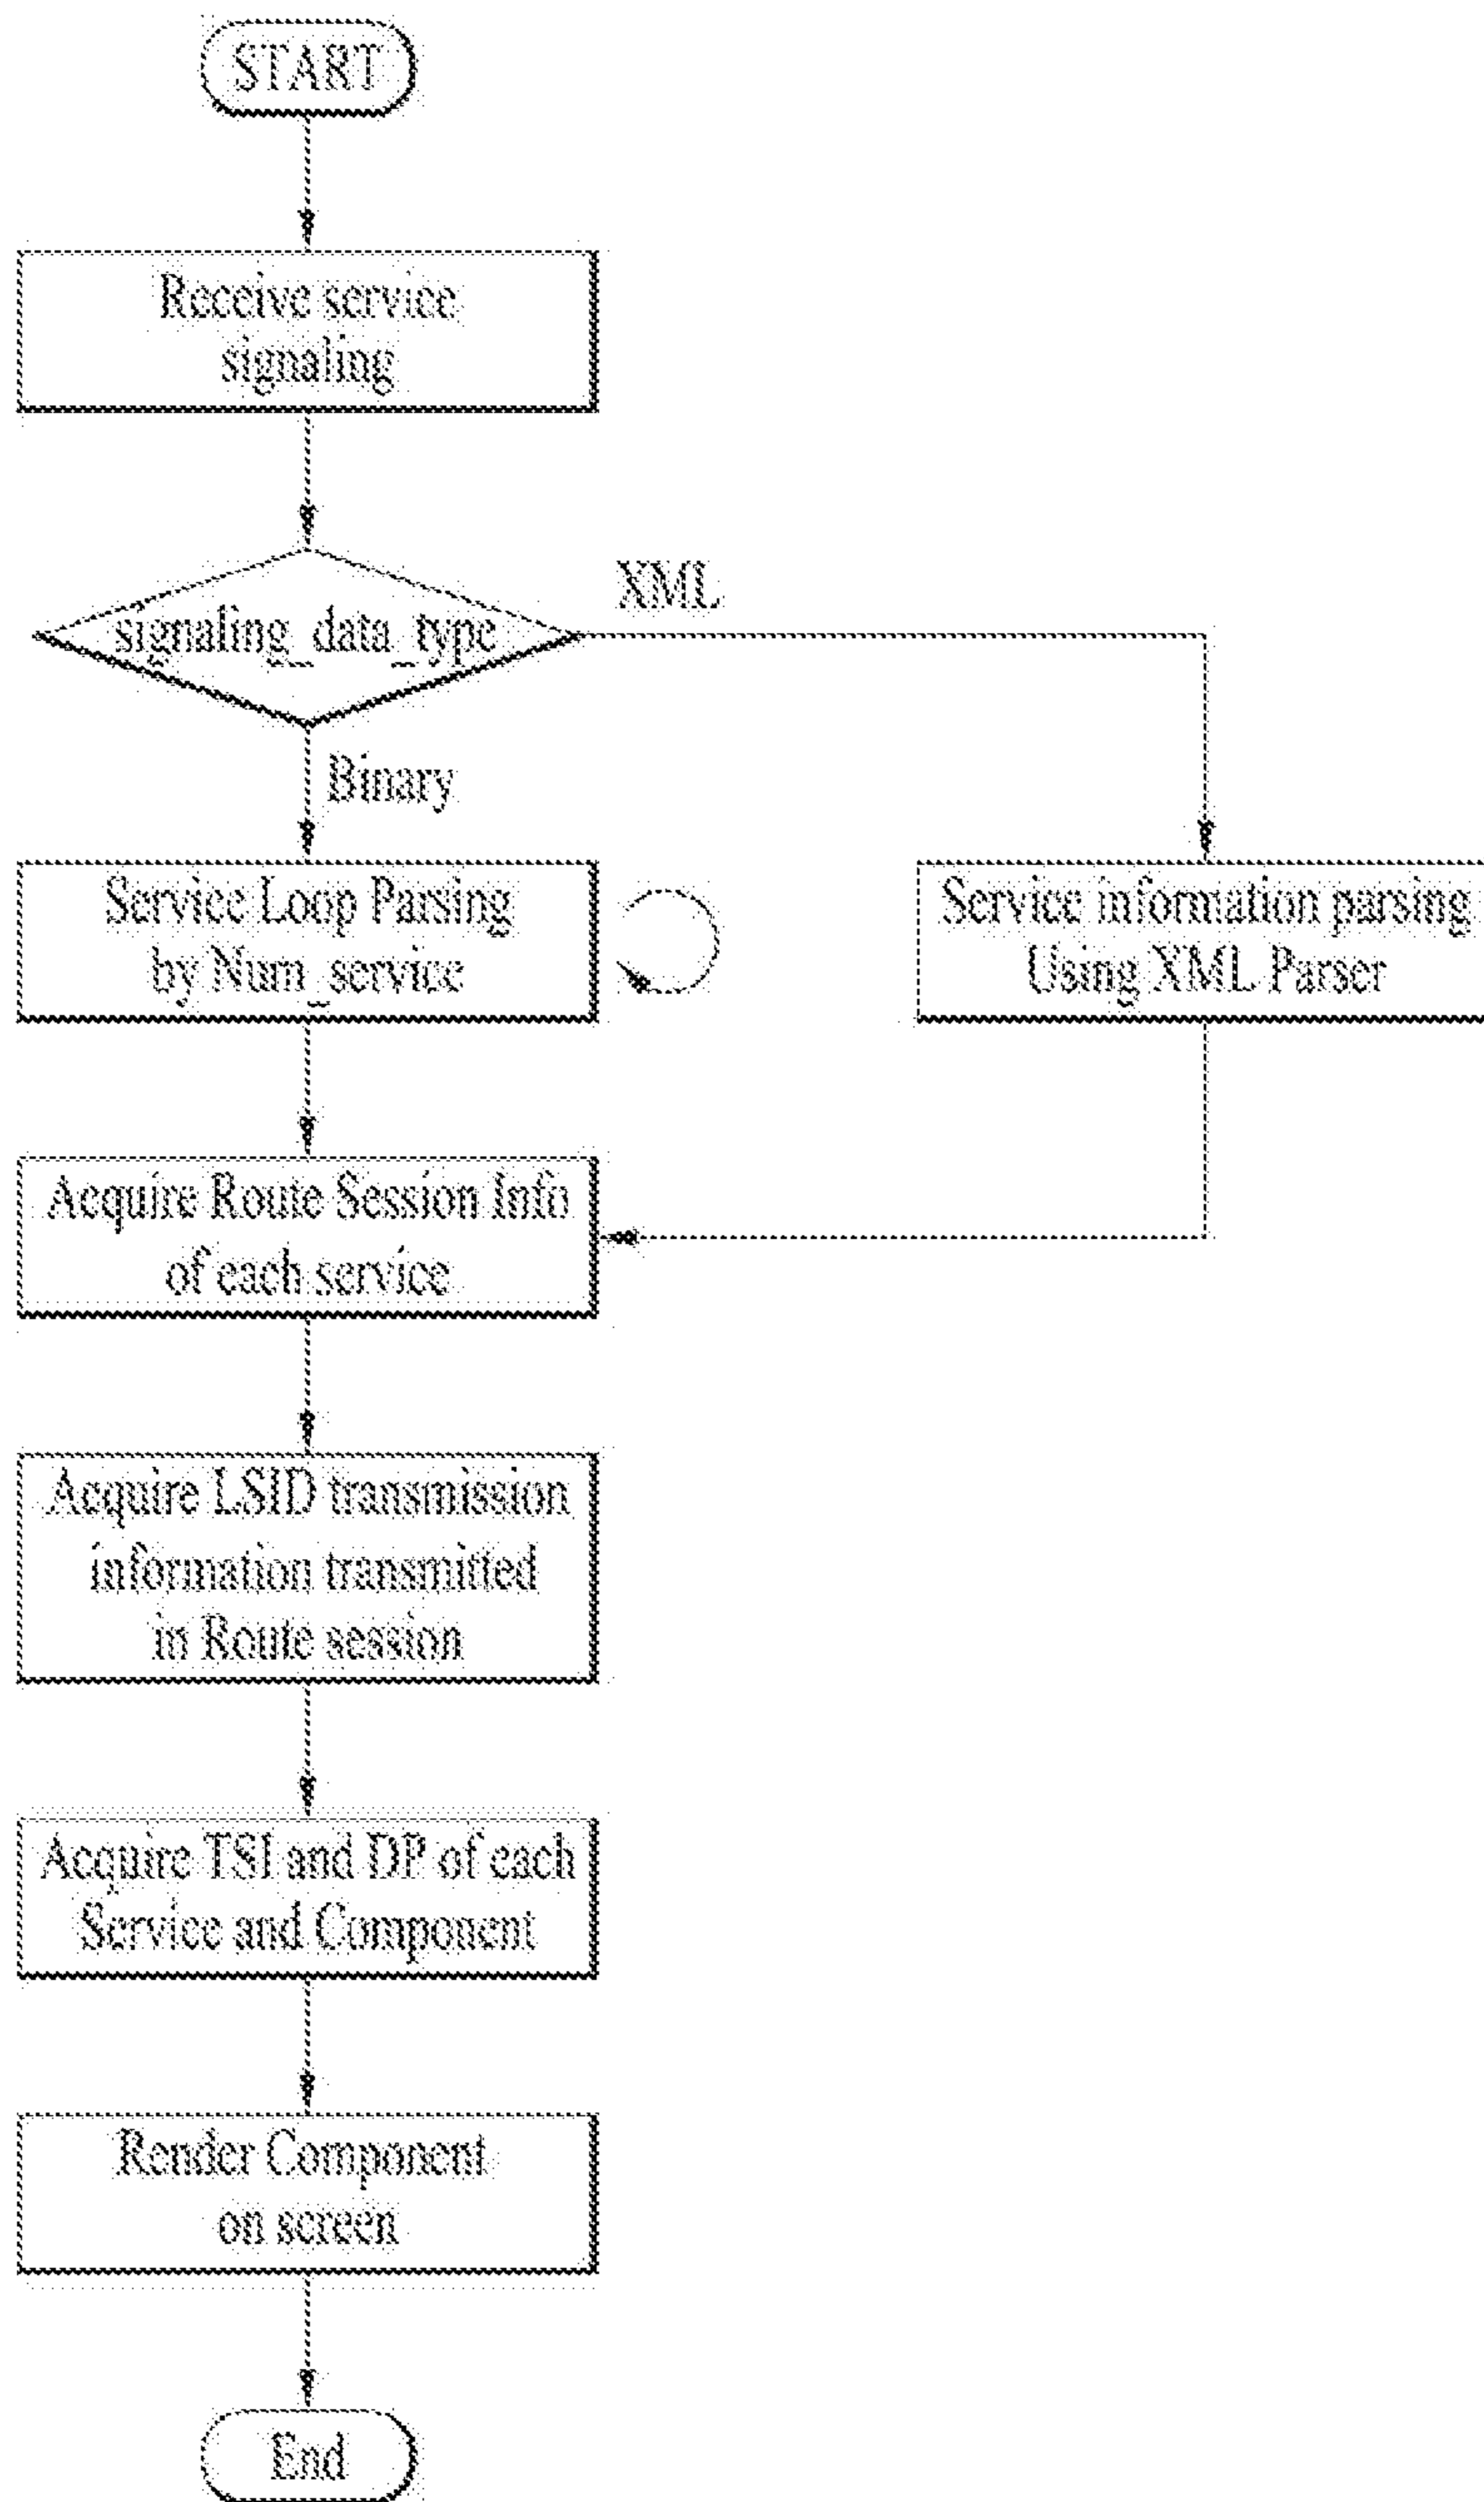 START
Receive service
signaling
signaling_data_type
XML
Binary
Service Loop Parsing
by Num_service
Service information parsing
Using XML Parser
Acquire Route Session Info
of each service
Acquire LSID transmission
information transmitted
in Route session
Acquire TSI and DP of each
Service and Component
Render Component
on screen
End